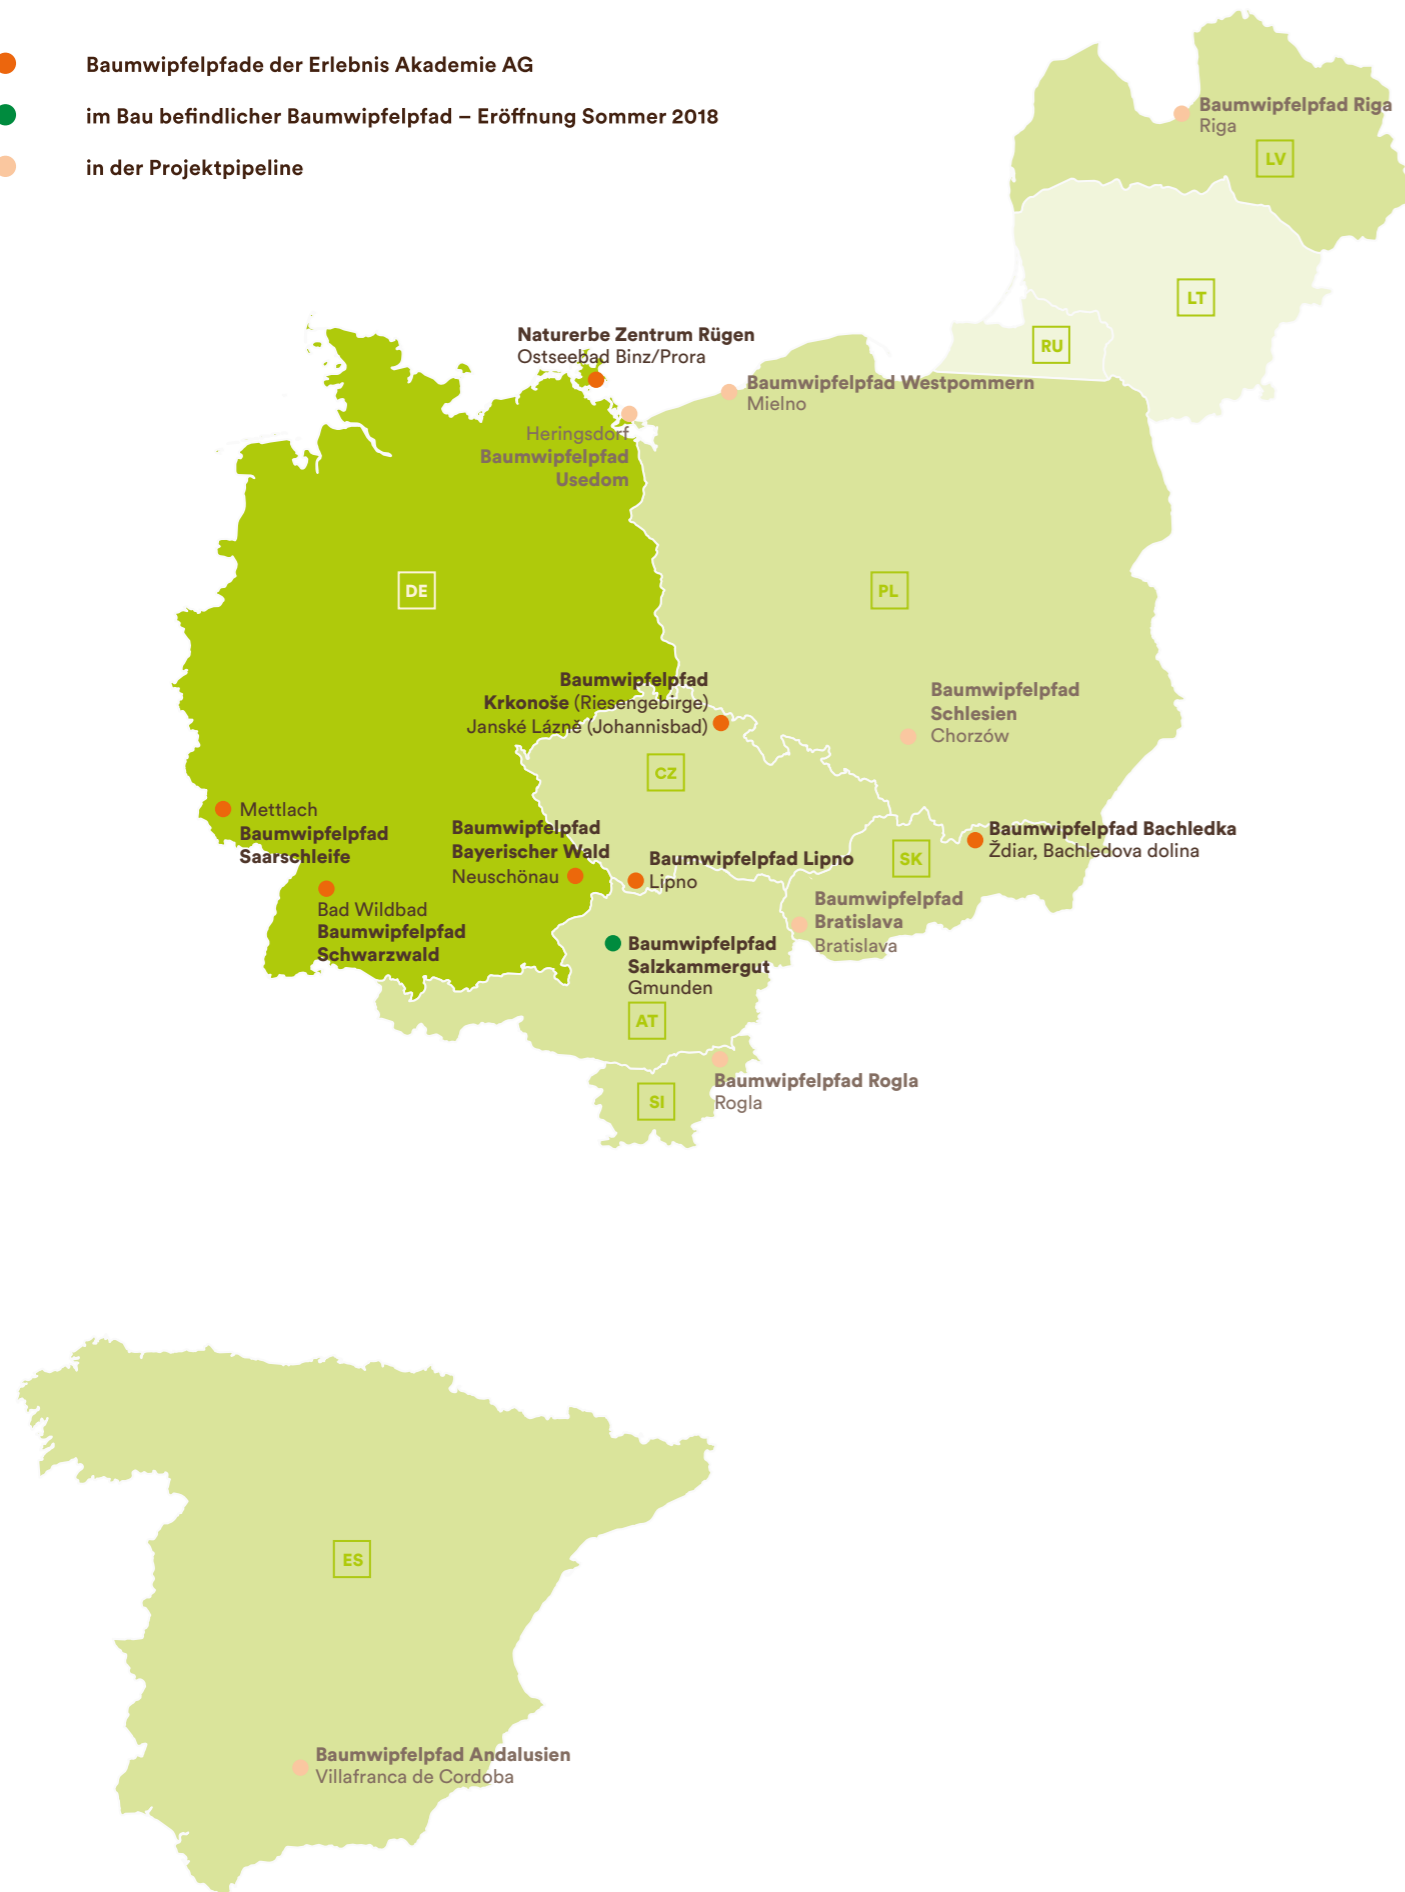 Baumwipfelpfade der Erlebnis Akademie AG
im Bau befindlicher Baumwipfelpfad – Eröffnung Sommer 2018
in der Projektpipeline
Baumwipfelpfad Riga
Riga
LV
LT
RU
Naturerbe Zentrum Rügen
Ostseebad Binz/Prora
Baumwipfelpfad Westpommern
Mielno
Heringsdorf
Baumwipfelpfad
Usedom
DE
PL
Baumwipfelpfad
Krkonoše (Riesengebirge)
Janské Lázně (Johannisbad)
Baumwipfelpfad
Schlesien
Chorzów
CZ
Mettlach
Baumwipfelpfad
Saarschleife
Baumwipfelpfad
Bayerischer Wald
Neuschönau
Baumwipfelpfad Lipno
Lipno
SK
Baumwipfelpfad Bachledka
Ždiar, Bachledova dolina
Bad Wildbad
Baumwipfelpfad
Schwarzwald
Baumwipfelpfad
Bratislava
Bratislava
Baumwipfelpfad
Salzkammergut
Gmunden
AT
Baumwipfelpfad Rogla
Rogla
SI
ES
Baumwipfelpfad Andalusien
Villafranca de Cordoba